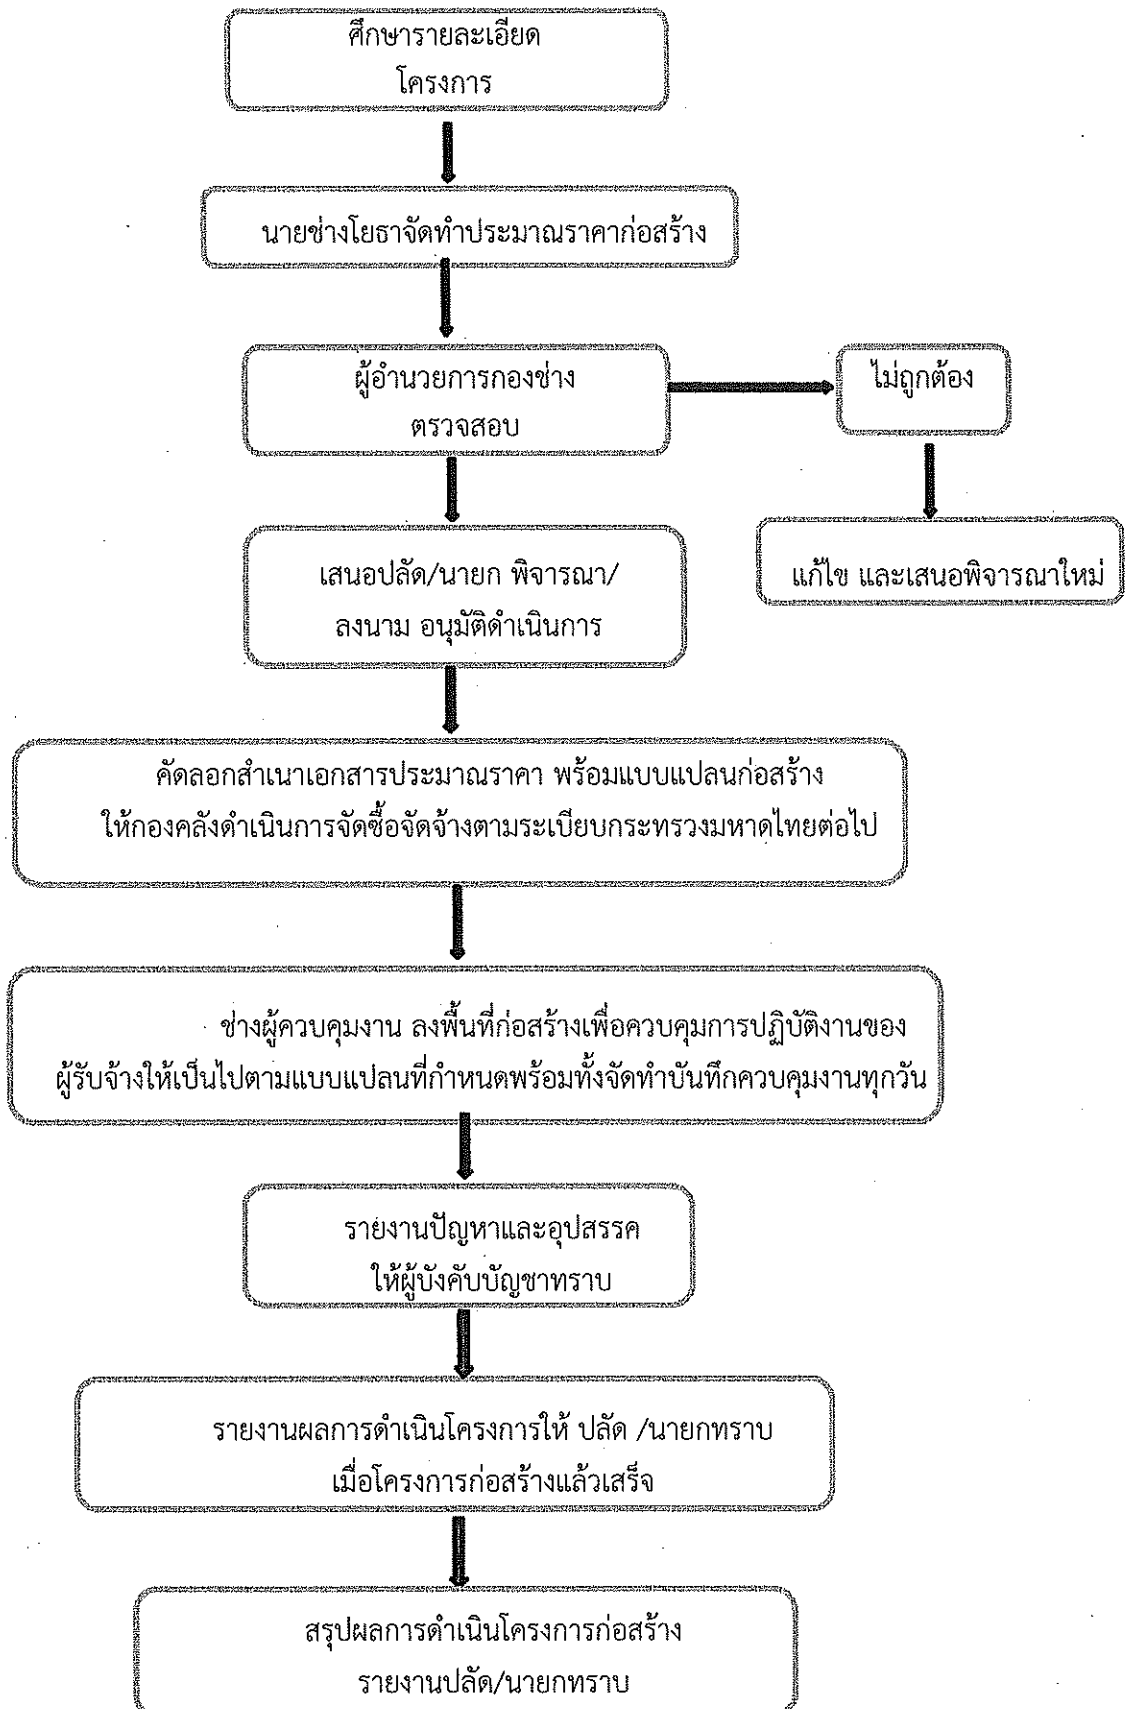 ศึกษารายละเอียด
โครงการ
นายช่างโยธาจัดทำประมาณราคาก่อสร้าง
ผู้อำนวยการกองช่าง
ตรวจสอบ
ไม่ถูกต้อง
เสนอปลัด/นายก พิจารณา/
ลงนาม อนุมัติดำเนินการ
แก้ไข และเสนอพิจารณาใหม่
คัดลอกสำเนาเอกสารประมาณราคา พร้อมแบบแปลนก่อสร้าง
ให้กองคลังดำเนินการจัดซื้อจัดจ้างตามระเบียบกระทรวงมหาดไทยต่อไป
ช่างผู้ควบคุมงาน ลงพื้นที่ก่อสร้างเพื่อควบคุมการปฏิบัติงานของ
ผู้รับจ้างให้เป็นไปตามแบบแปลนที่กำหนดพร้อมทั้งจัดทำบันทึกควบคุมงานทุกวัน
รายงานปัญหาและอุปสรรค
ให้ผู้บังคับบัญชาทราบ
รายงานผลการดำเนินโครงการให้ ปลัด /นายกทราบ
เมื่อโครงการก่อสร้างแล้วเสร็จ
สรุปผลการดำเนินโครงการก่อสร้าง
รายงานปลัด/นายกทราบ